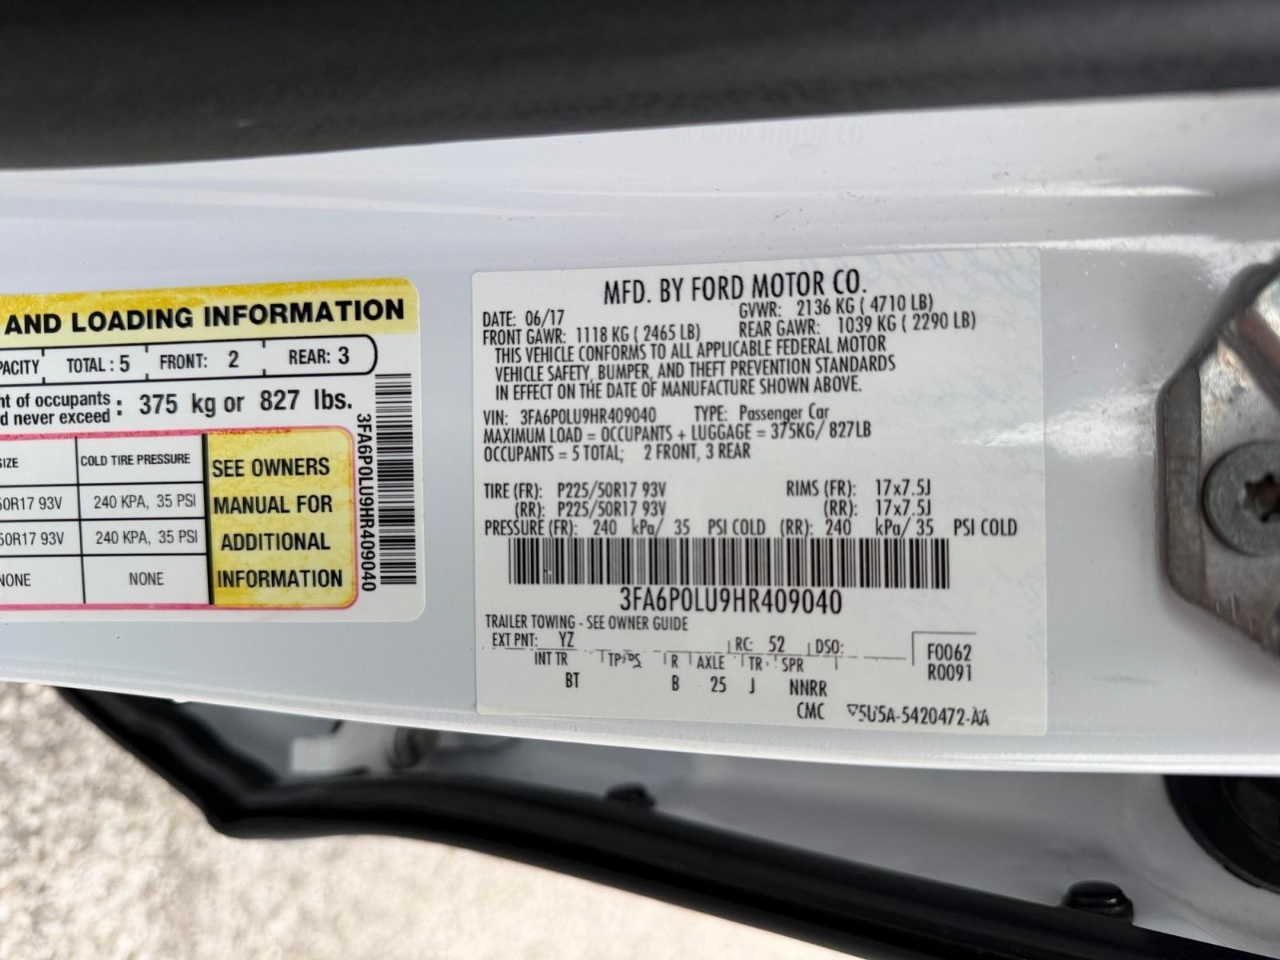 AND LOADING INFORMATION
PACITY TOTAL: 5 FRONT: 2 REAR: 3
nt of occupants
d never exceed : 375 kg or 827 lbs.
IZE COLD TIRE PRESSURE
50R17 93V 240 KPA, 35 PSI
50R17 93V 240 KPA, 35 PSI
NONE NONE
SEE OWNERS
MANUAL FOR
ADDITIONAL
INFORMATION
3FA6P0LU9HR409040
MFD. BY FORD MOTOR CO.
DATE: 06/17 GVWR: 2136 KG ( 4710 LB)
FRONT GAWR: 1118 KG ( 2465 LB) REAR GAWR: 1039 KG ( 2290 LB)
THIS VEHICLE CONFORMS TO ALL APPLICABLE FEDERAL MOTOR
VEHICLE SAFETY, BUMPER, AND THEFT PREVENTION STANDARDS
IN EFFECT ON THE DATE OF MANUFACTURE SHOWN ABOVE.
VIN: 3FA6P0LU9HR409040 TYPE: Passenger Car
MAXIMUM LOAD = OCCUPANTS + LUGGAGE = 375KG/ 827LB
OCCUPANTS = 5 TOTAL; 2 FRONT, 3 REAR
TIRE (FR): P225/50R17 93V RIMS (FR): 17x7.5J
(RR): P225/50R17 93V (RR): 17x7.5J
PRESSURE (FR): 240 kPa/ 35 PSI COLD (RR): 240 kPa/ 35 PSI COLD
3FA6P0LU9HR409040
TRAILER TOWING - SEE OWNER GUIDE
EXT PNT: YZ RC: 52 DSO:
F0062
R0091
INT TR TP/PS R AXLE TR SPR
BT B 25 J NNRR
CMC 5U5A-5420472-AA